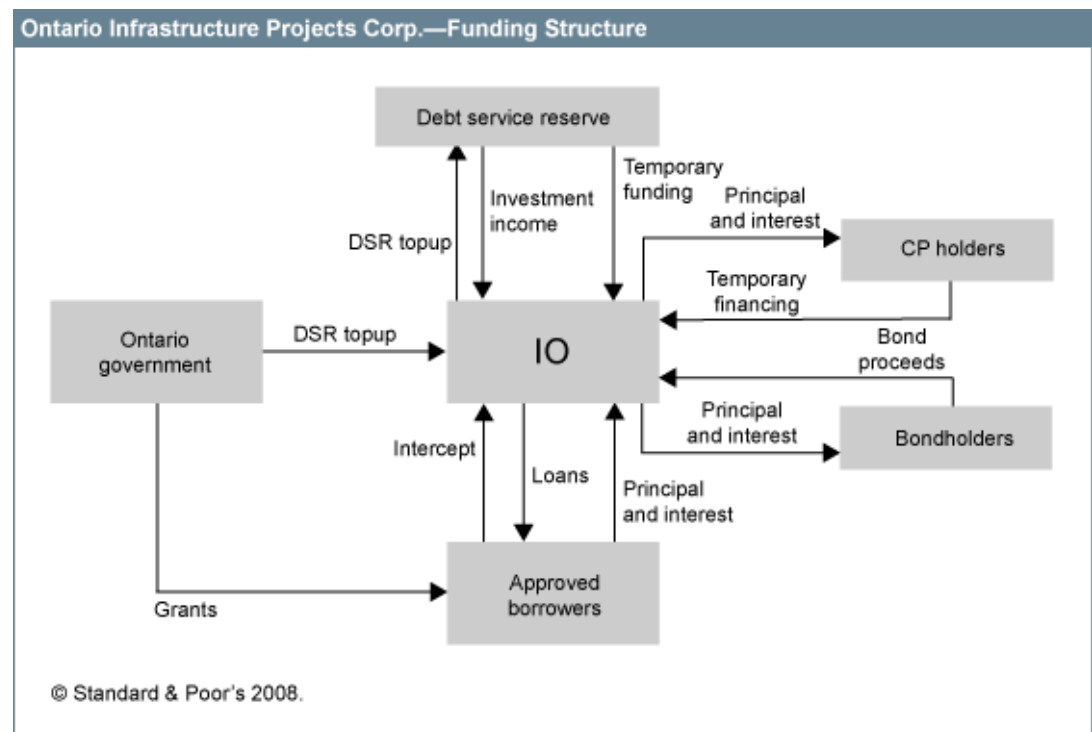 Ontario Infrastructure Projects Corp.—Funding Structure
Debt service reserve
Investment
income
Temporary
funding
DSR topup
Principal
and interest
CP holders
Temporary
financing
Ontario
government
DSR topup
IO
Bond
proceeds
Principal
and interest
Bondholders
Intercept
Loans
Principal
and interest
Approved
borrowers
Grants
© Standard & Poor's 2008.